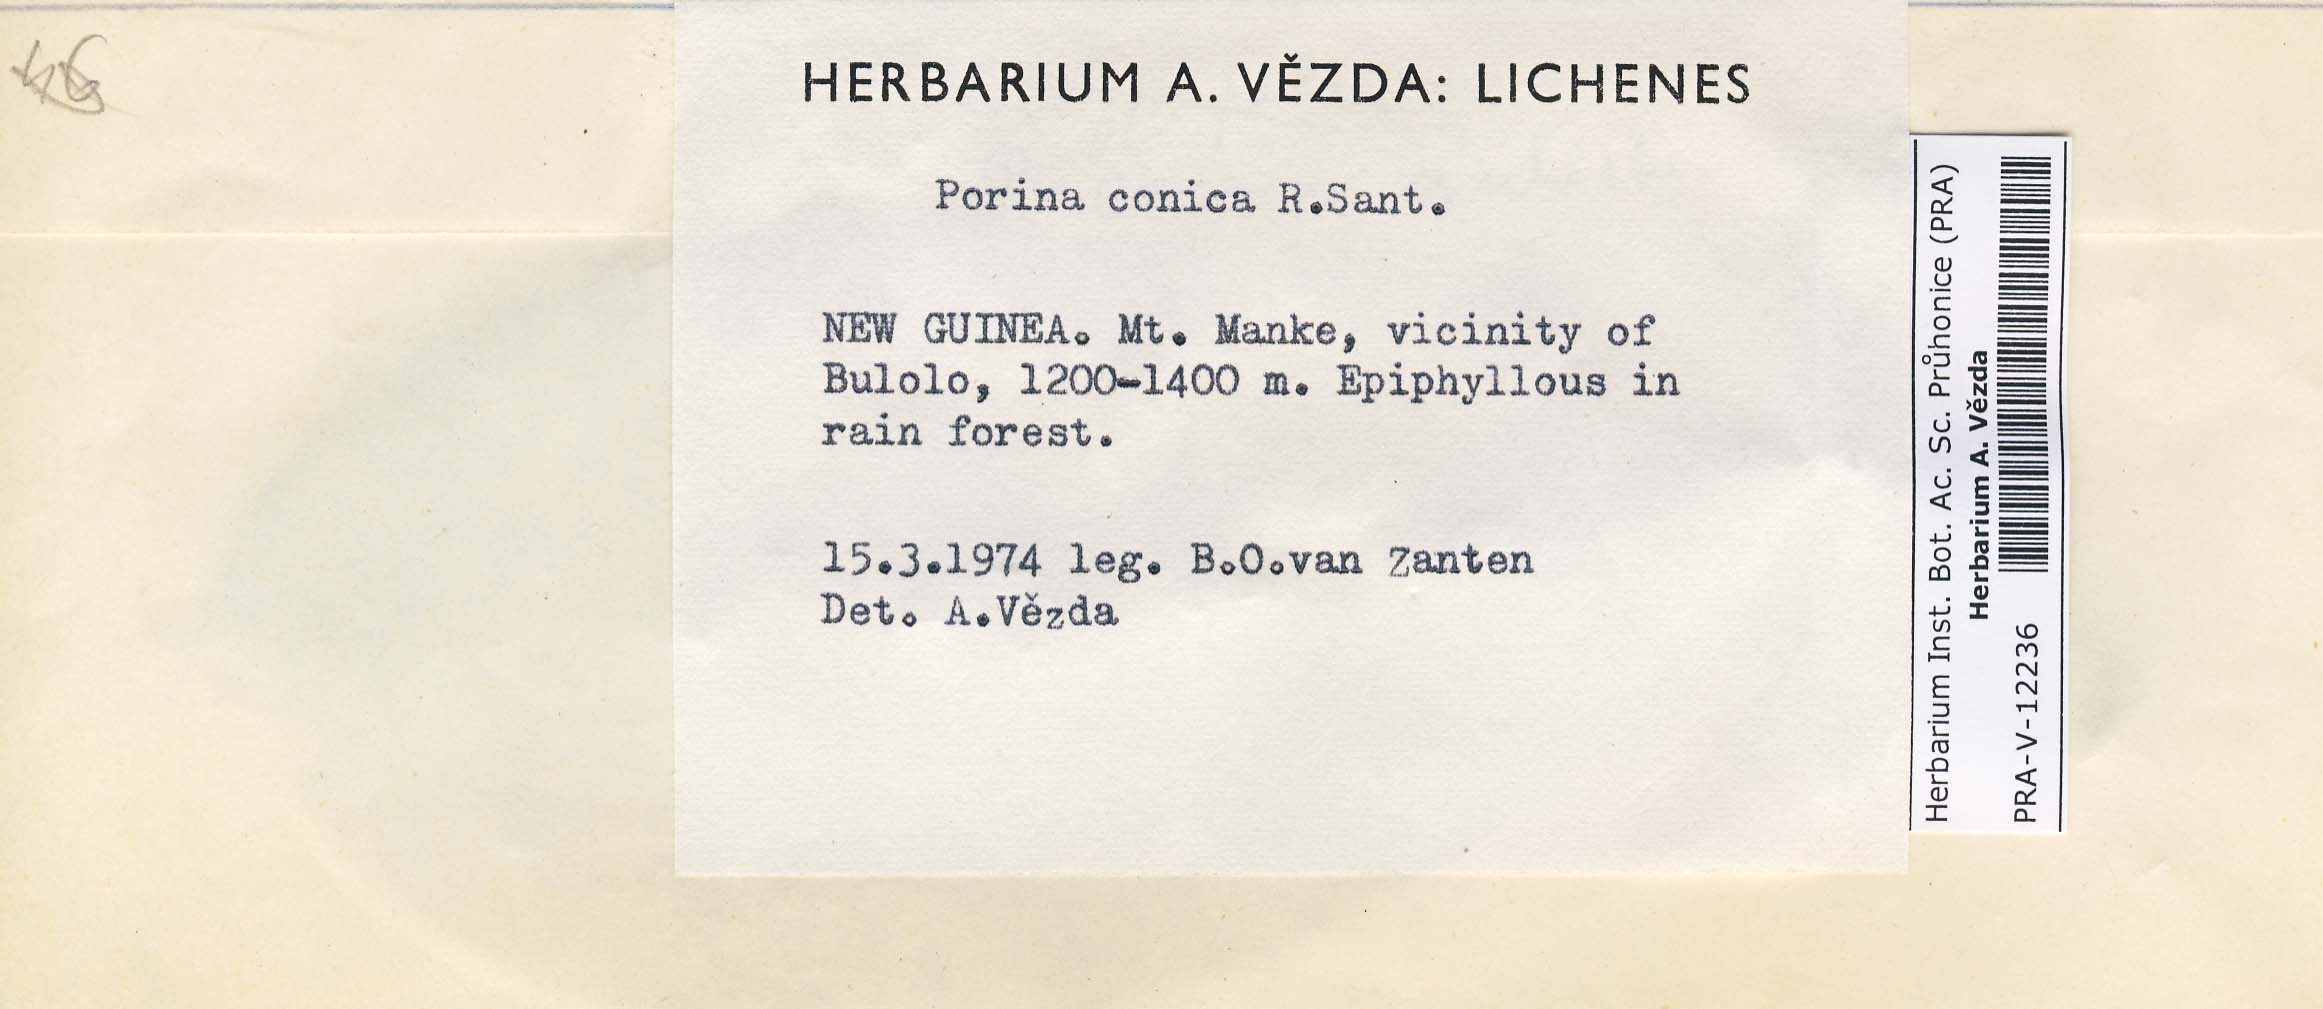 HERBARIUM A. VĚZDA: LICHENES
Porina conica R.Sant.
NEW GUINEA. Mt. Manke, vicinity of
Bulolo, 1200-1400 m. Epiphyllous in
rain forest.
15.3.1974 leg. B.O.van Zanten
Det. A.Vězda
Herbarium Inst. Bot. Ac. Sc. Průhonice (PRA)
Herbarium A. Vězda
PRA-V-12236